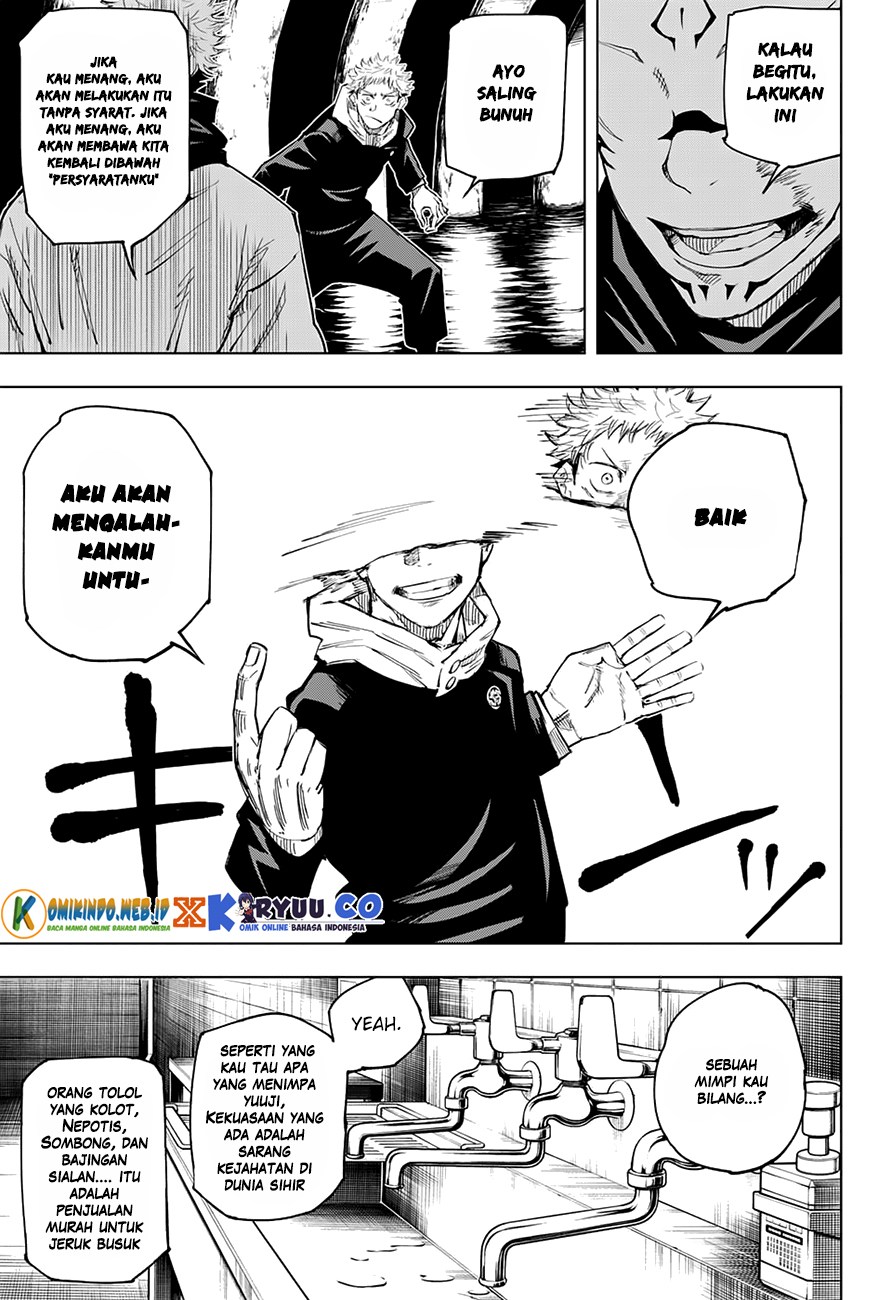 KALAU
BEGITU,
LAKUKAN
INI
AYO
SALING
BUNUH
JIKA
KAU MENANG, AKU
AKAN MELAKUKAN ITU
TANPA SYARAT. JIKA
AKU MENANG, AKU
AKAN MEMBAWA KITA
KEMBALI DIBAWAH
"PERSYARATANKU"
BAIK
AKU AKAN
MENGALAH-
KANMU
UNTU-
キーン
KOMIKINDO.WEB.ID X KIRYUU.CO
BACA MANGA ONLINE BAHASA INDONESIA
KOMIK ONLINE BAHASA INDONESIA
SEBUAH
MIMPI KAU
BILANG...?
YEAH.
SEPERTI YANG
KAU TAU APA
YANG MENIMPA
YUUJI,
KEKUASAAN YANG
ADA ADALAH
SARANG
KEJAHATAN DI
DUNIA SIHIR
ORANG TOLOL
YANG KOLOT,
NEPOTIS,
SOMBONG, DAN
BAJINGAN
SIALAN.... ITU
ADALAH
PENJUALAN
MURAH UNTUK
JERUK BUSUK